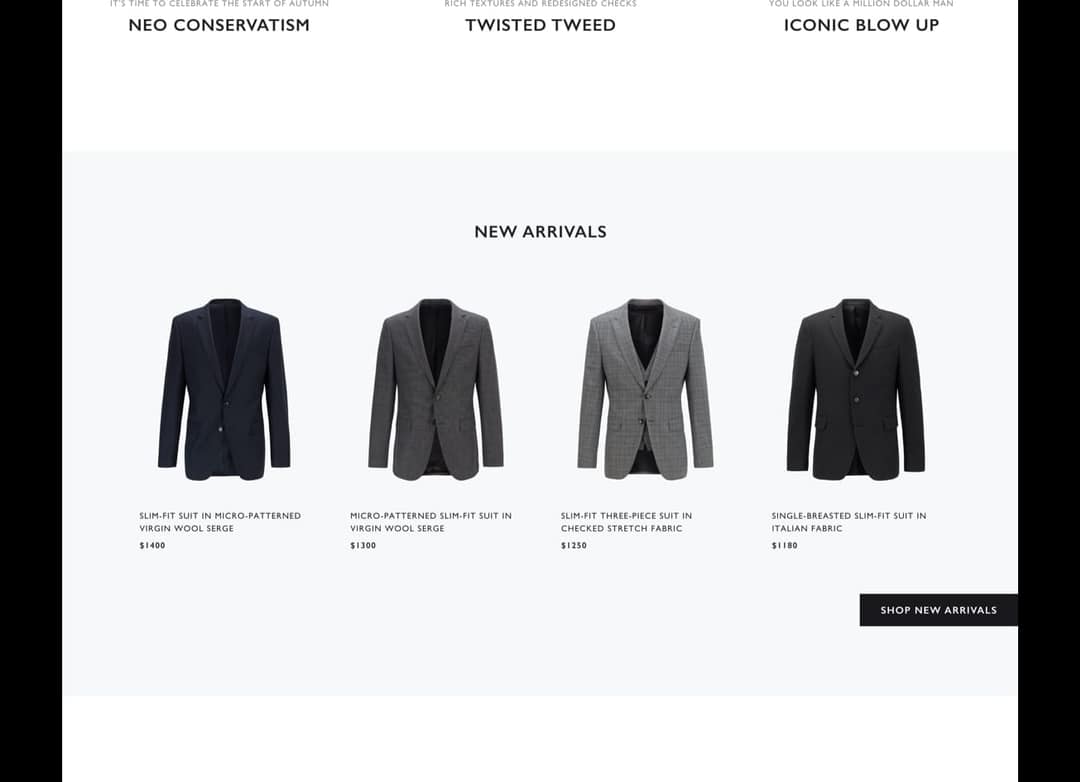 IT'S TIME TO CELEBRATE THE START OF AUTUMN
NEO CONSERVATISM
RICH TEXTURES AND REDESIGNED CHECKS
TWISTED TWEED
YOU LOOK LIKE A MILLION DOLLAR MAN
ICONIC BLOW UP
NEW ARRIVALS
SLIM-FIT SUIT IN MICRO-PATTERNED
VIRGIN WOOL SERGE
$1400
MICRO-PATTERNED SLIM-FIT SUIT IN
VIRGIN WOOL SERGE
$1300
SLIM-FIT THREE-PIECE SUIT IN
CHECKED STRETCH FABRIC
$1250
SINGLE-BREASTED SLIM-FIT SUIT IN
ITALIAN FABRIC
$1180
SHOP NEW ARRIVALS